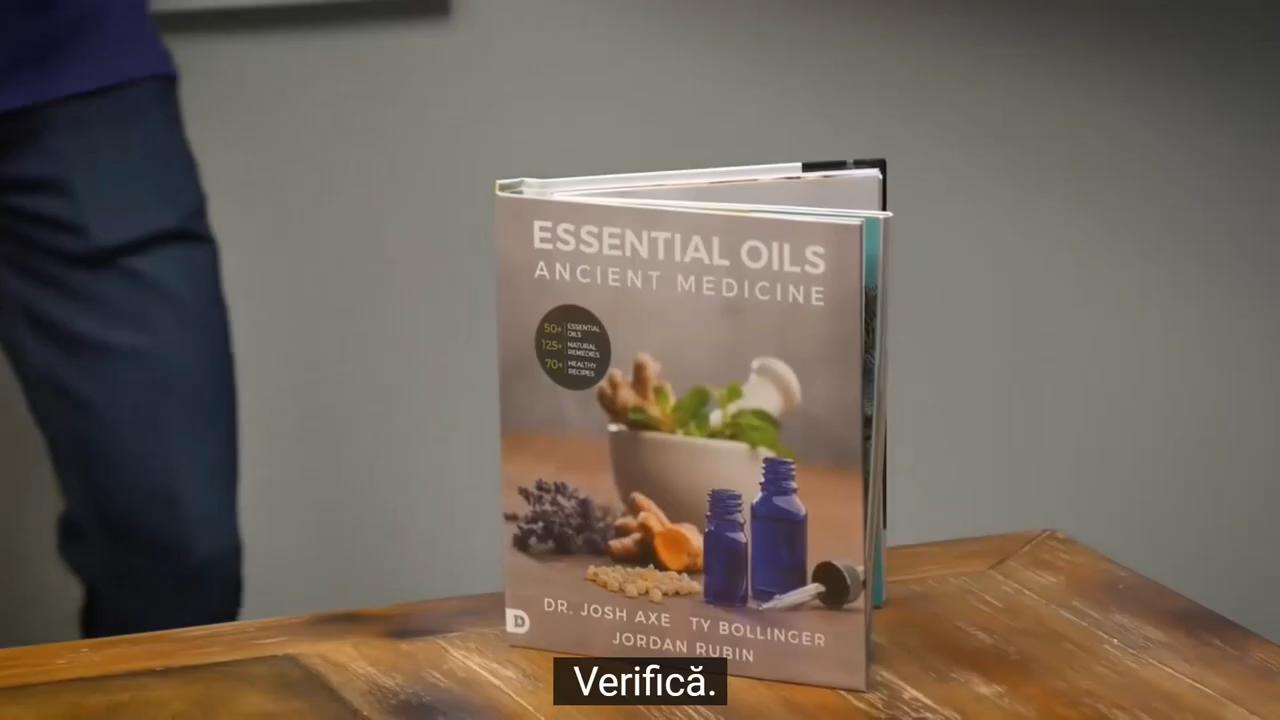 ESSENTIAL OILS
ANCIENT MEDICINE
50+ ESSENTIAL OILS
125+ NATURAL REMEDIES
70+ HEALTHY RECIPES
DR. JOSH AXE TY BOLLINGER
JORDAN RUBIN
D
Verifică.